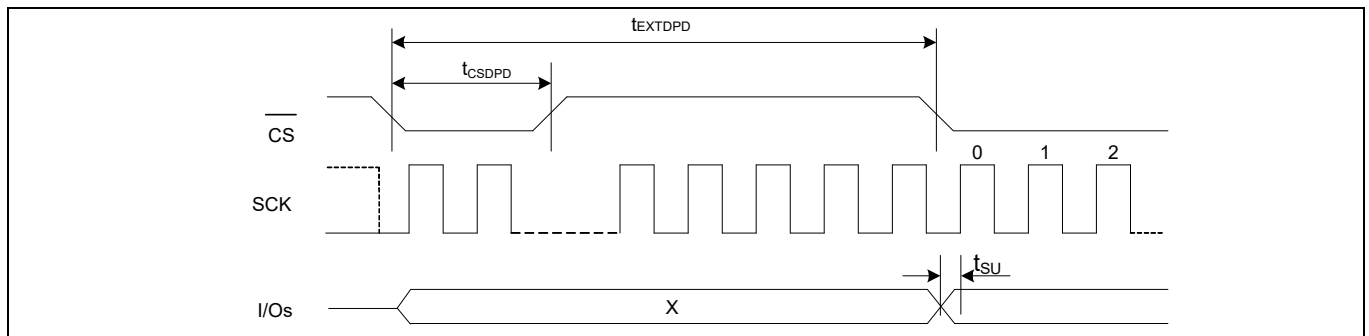 tEXTDPD
tCSDPD
CS
0 1 2
SCK
tSU
X
I/Os